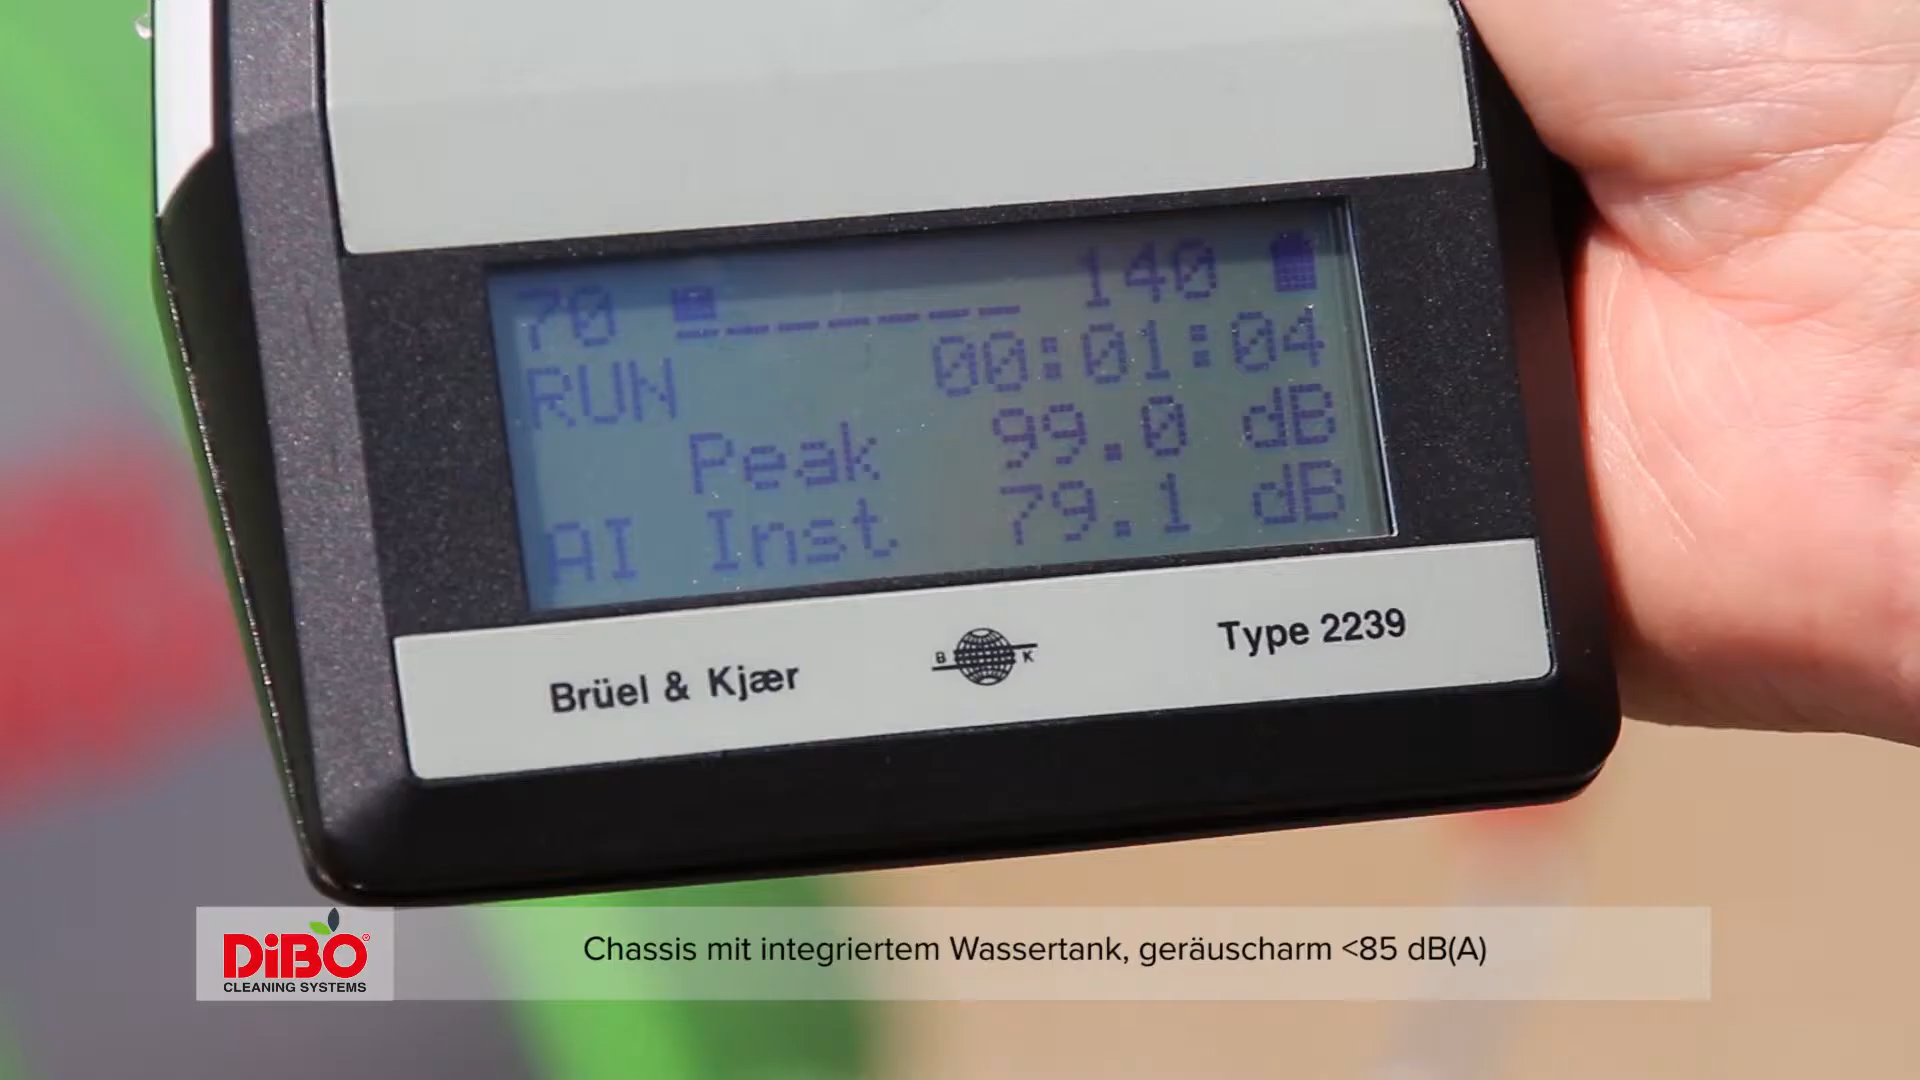 70 140
RUN 00:01:04
Peak 99.0 dB
AI Inst 79.1 dB
Brüel & Kjær B K Type 2239
DiBO®
CLEANING SYSTEMS
Chassis mit integriertem Wassertank, geräuscharm <85 dB(A)